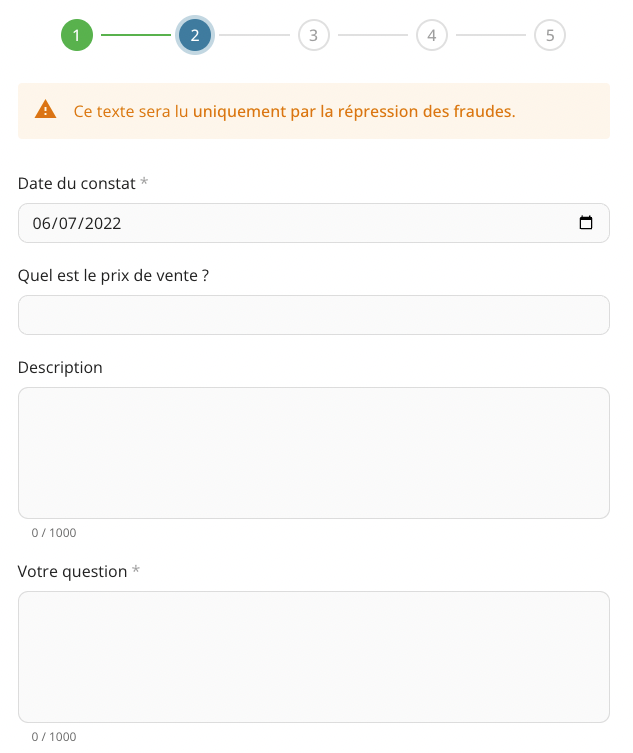 1 2 3 4 5
Ce texte sera lu uniquement par la répression des fraudes.
Date du constat *
06/07/2022
Quel est le prix de vente ?
Description
0 / 1000
Votre question *
0 / 1000